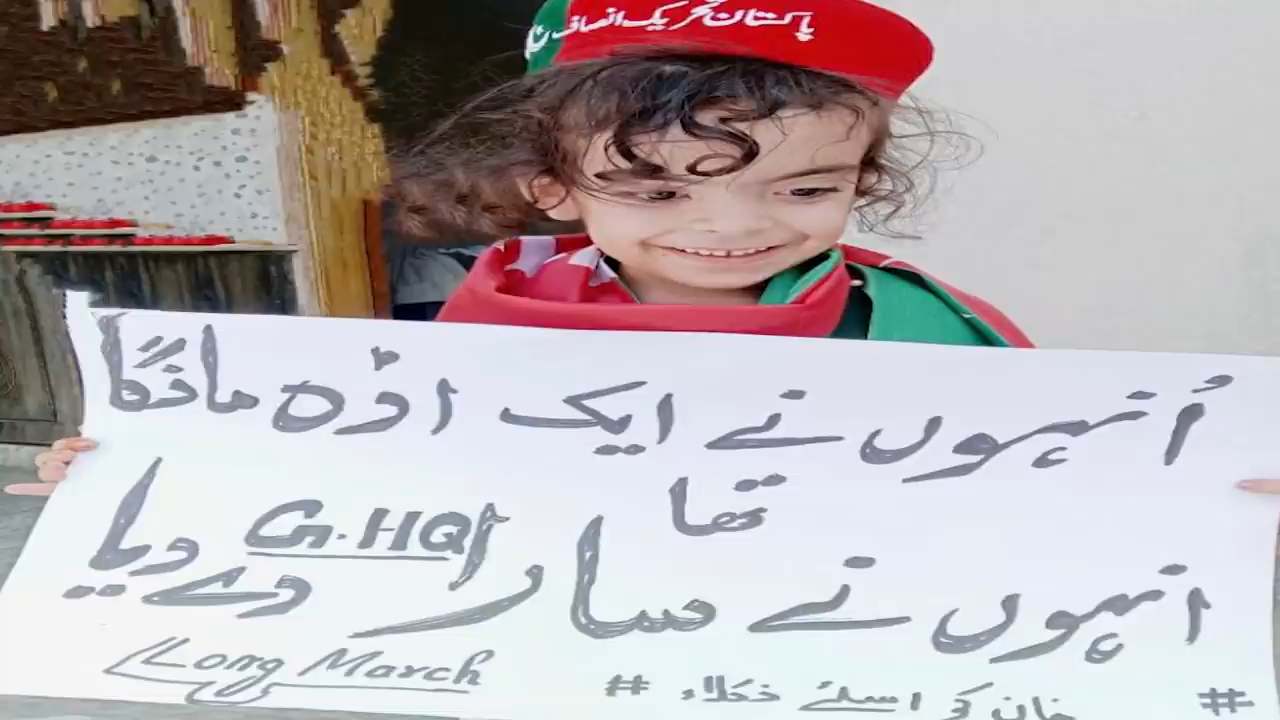 پاکستان تحریک انصاف
اُنہوں نے ایک اڈہ مانگا
تھا
انہوں نے سارا G.HQ دے دیا
Long March
# خان کو اسلئے نکالا #